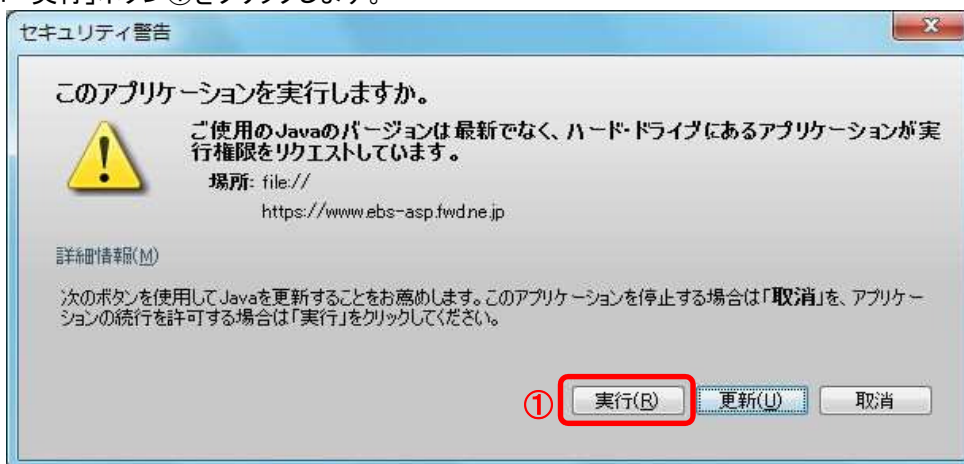 実行」ボタン①をクリックします。
セキュリティ警告
このアプリケーションを実行しますか。
ご使用のJavaのバージョンは最新でなく、ハード・ドライブにあるアプリケーションが実
行権限をリクエストしています。
場所: file://
https://www.ebs-asp.fwd.ne.jp
詳細情報(M)
次のボタンを使用してJavaを更新することをお薦めします。このアプリケーションを停止する場合は「取消」を、アプリケー
ションの続行を許可する場合は「実行」をクリックしてください。
① 実行(R) 更新(U) 取消